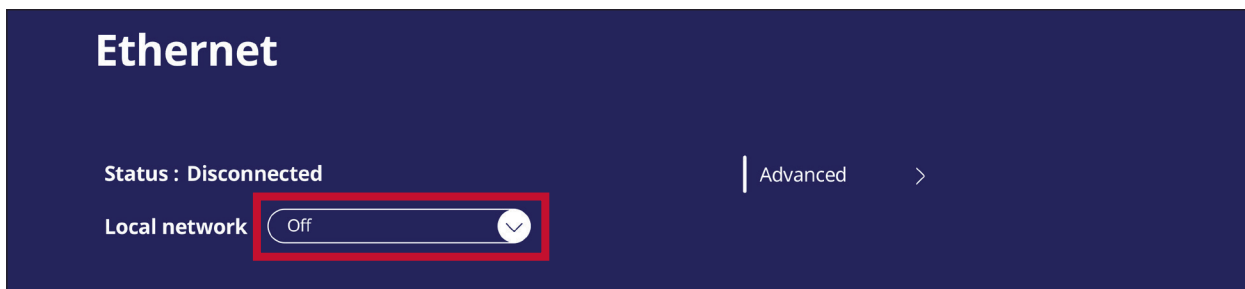 Ethernet
Status : Disconnected
Advanced
Local network
Off